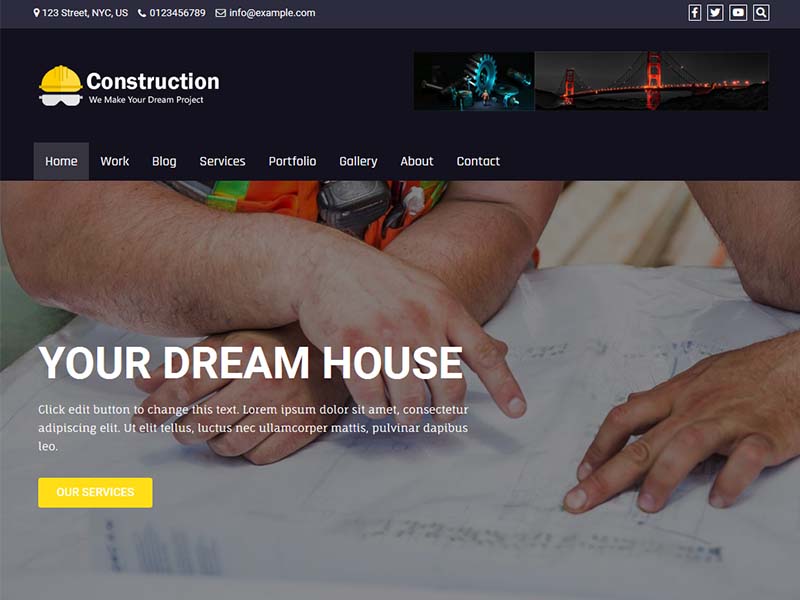 123 Street, NYC, US 0123456789 info@example.com
Construction
We Make Your Dream Project
Home Work Blog Services Portfolio Gallery About Contact
YOUR DREAM HOUSE
Click edit button to change this text. Lorem ipsum dolor sit amet, consectetur
adipiscing elit. Ut elit tellus, luctus nec ullamcorper mattis, pulvinar dapibus
leo.
OUR SERVICES